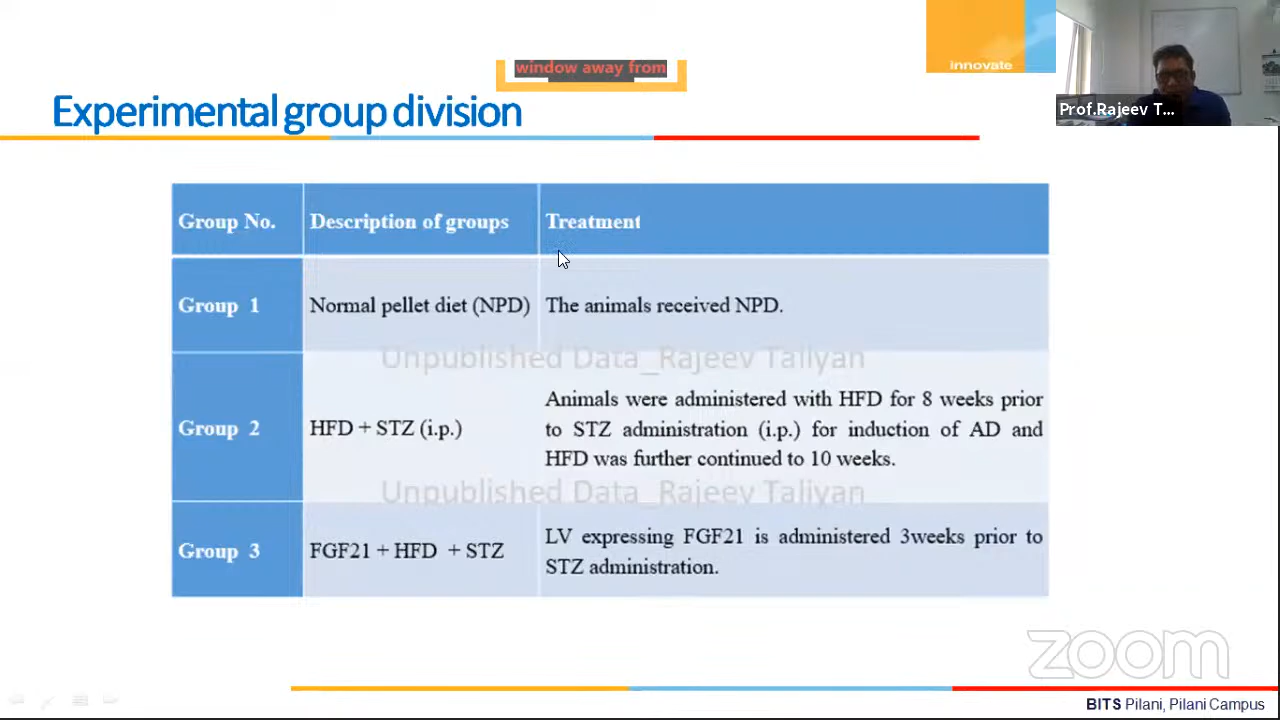 innovate
window away from
Prof.Rajeev T...
Experimental group division
Group No. Description of groups Treatment
Group 1 Normal pellet diet (NPD) The animals received NPD.
Unpublished Data_Rajeev Taliyan
Group 2 HFD + STZ (i.p.) Animals were administered with HFD for 8 weeks prior
to STZ administration (i.p.) for induction of AD and
HFD was further continued to 10 weeks.
Unpublished Data_Rajeev Taliyan
Group 3 FGF21 + HFD + STZ LV expressing FGF21 is administered 3weeks prior to
STZ administration.
zoom
BITS Pilani, Pilani Campus